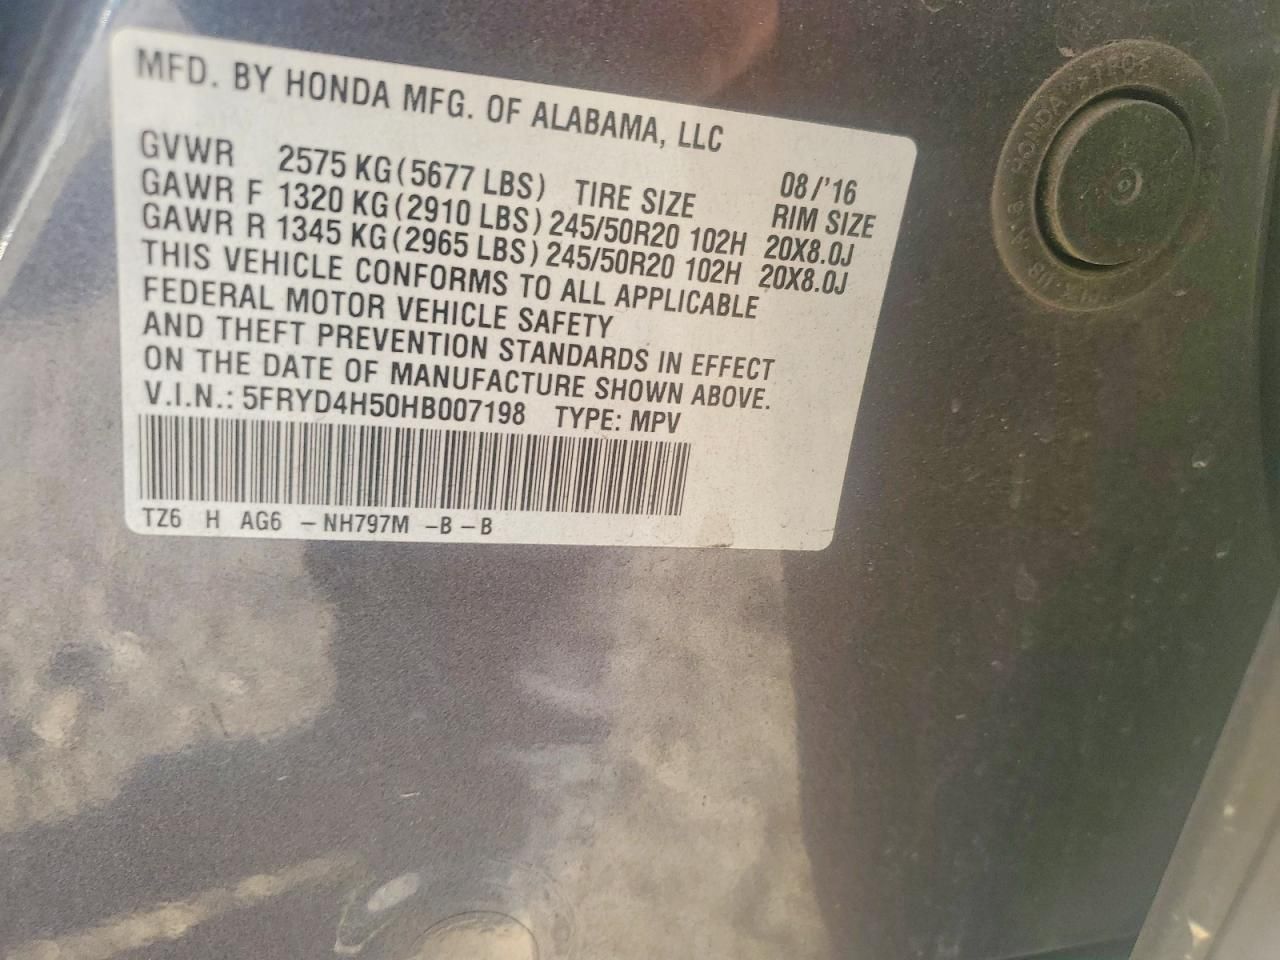 MFD. BY HONDA MFG. OF ALABAMA, LLC
08/'16
GVWR 2575 KG(5677 LBS) TIRE SIZE RIM SIZE
GAWR F 1320 KG(2910 LBS) 245/50R20 102H 20X8.0J
GAWR R 1345 KG(2965 LBS) 245/50R20 102H 20X8.0J
THIS VEHICLE CONFORMS TO ALL APPLICABLE
FEDERAL MOTOR VEHICLE SAFETY
AND THEFT PREVENTION STANDARDS IN EFFECT
ON THE DATE OF MANUFACTURE SHOWN ABOVE.
V.I.N.: 5FRYD4H50HB007198 TYPE: MPV
TZ6 H AG6 -NH797M -B-B
HONDA >TPO<